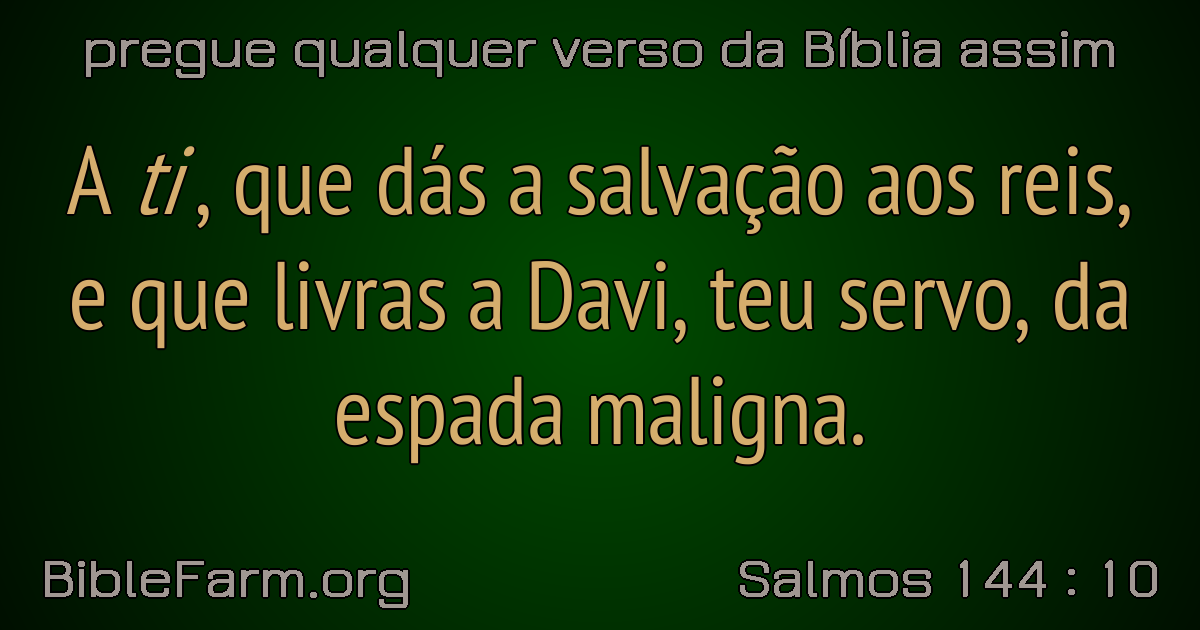 pregue qualquer verso da Bíblia assim
A ti, que dás a salvação aos reis,
e que livras a Davi, teu servo, da
espada maligna.
BibleFarm.org
Salmos 144 : 10